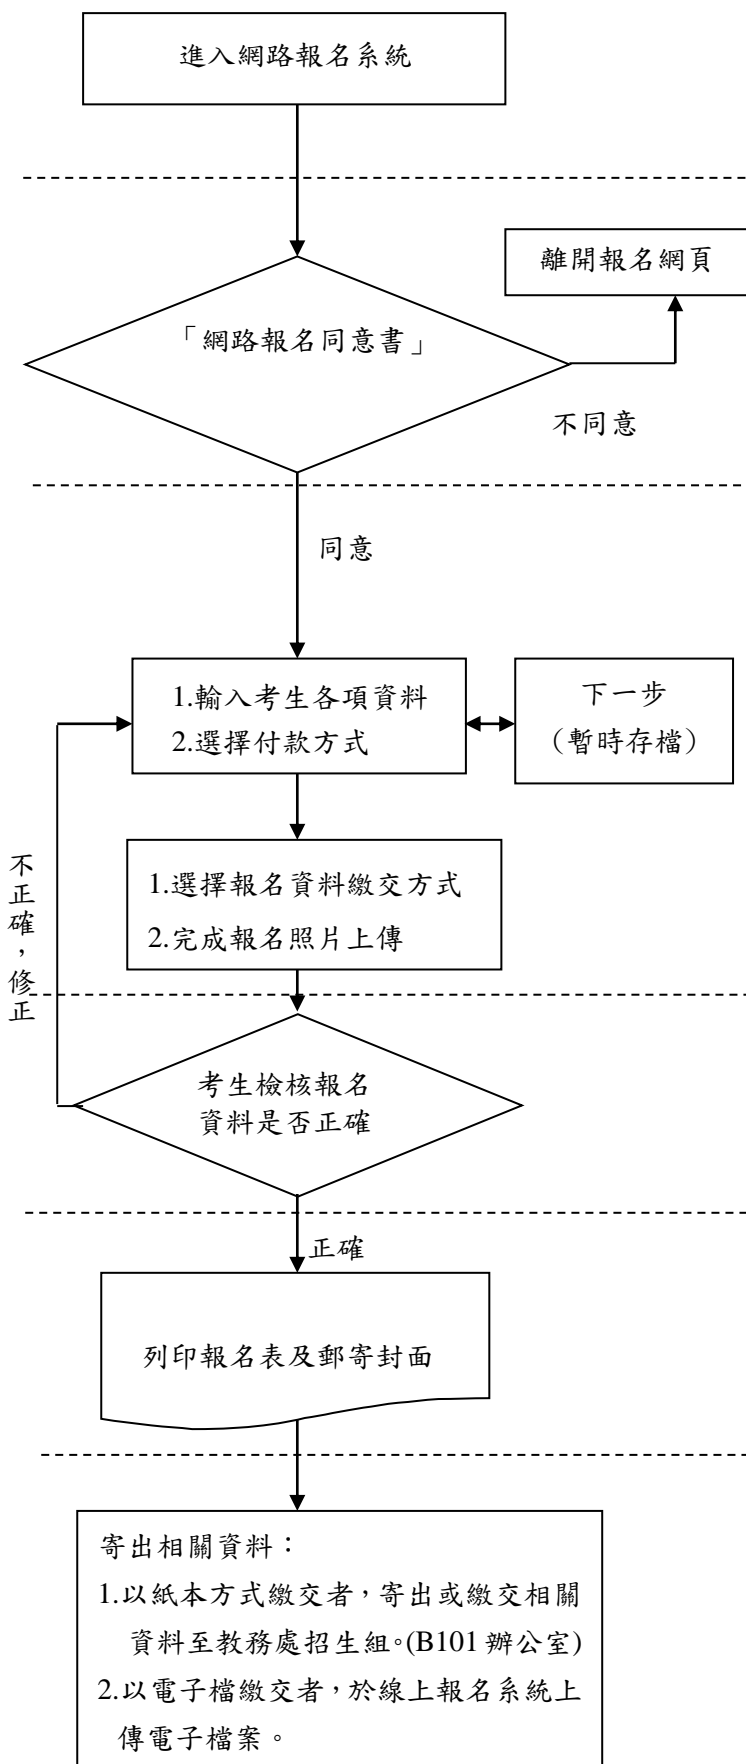 進入網路報名系統
離開報名網頁
「網路報名同意書」
不同意
同意
1.輸入考生各項資料
2.選擇付款方式
下一步
（暫時存檔）
1.選擇報名資料繳交方式
2.完成報名照片上傳
不正確，修正
考生檢核報名
資料是否正確
正確
列印報名表及郵寄封面
寄出相關資料：
1.以紙本方式繳交者，寄出或繳交相關
資料至教務處招生組。(B101 辦公室)
2.以電子檔繳交者，於線上報名系統上
傳電子檔案。